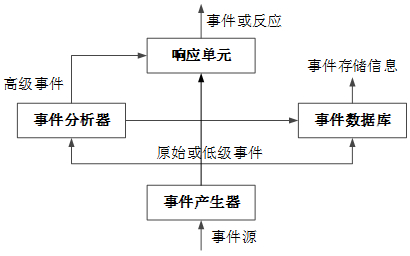 事件或反应
响应单元
高级事件
事件存储信息
事件分析器
事件数据库
原始或低级事件
事件产生器
事件源